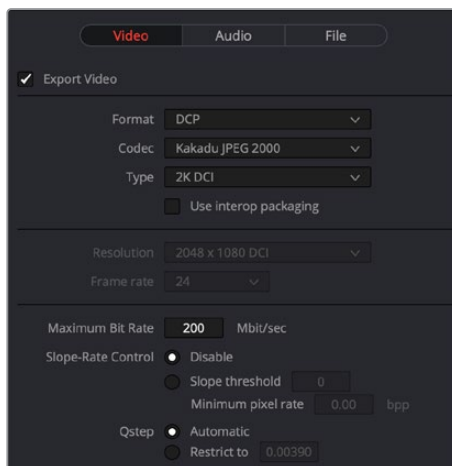 Video Audio File
Export Video
Format DCP
Codec Kakadu JPEG 2000
Type 2K DCI
Use interop packaging
Resolution 2048 x 1080 DCI
Frame rate 24
Maximum Bit Rate 200 Mbit/sec
Slope-Rate Control Disable
Slope threshold 0
Minimum pixel rate 0.00 bpp
Qstep Automatic
Restrict to 0.00390